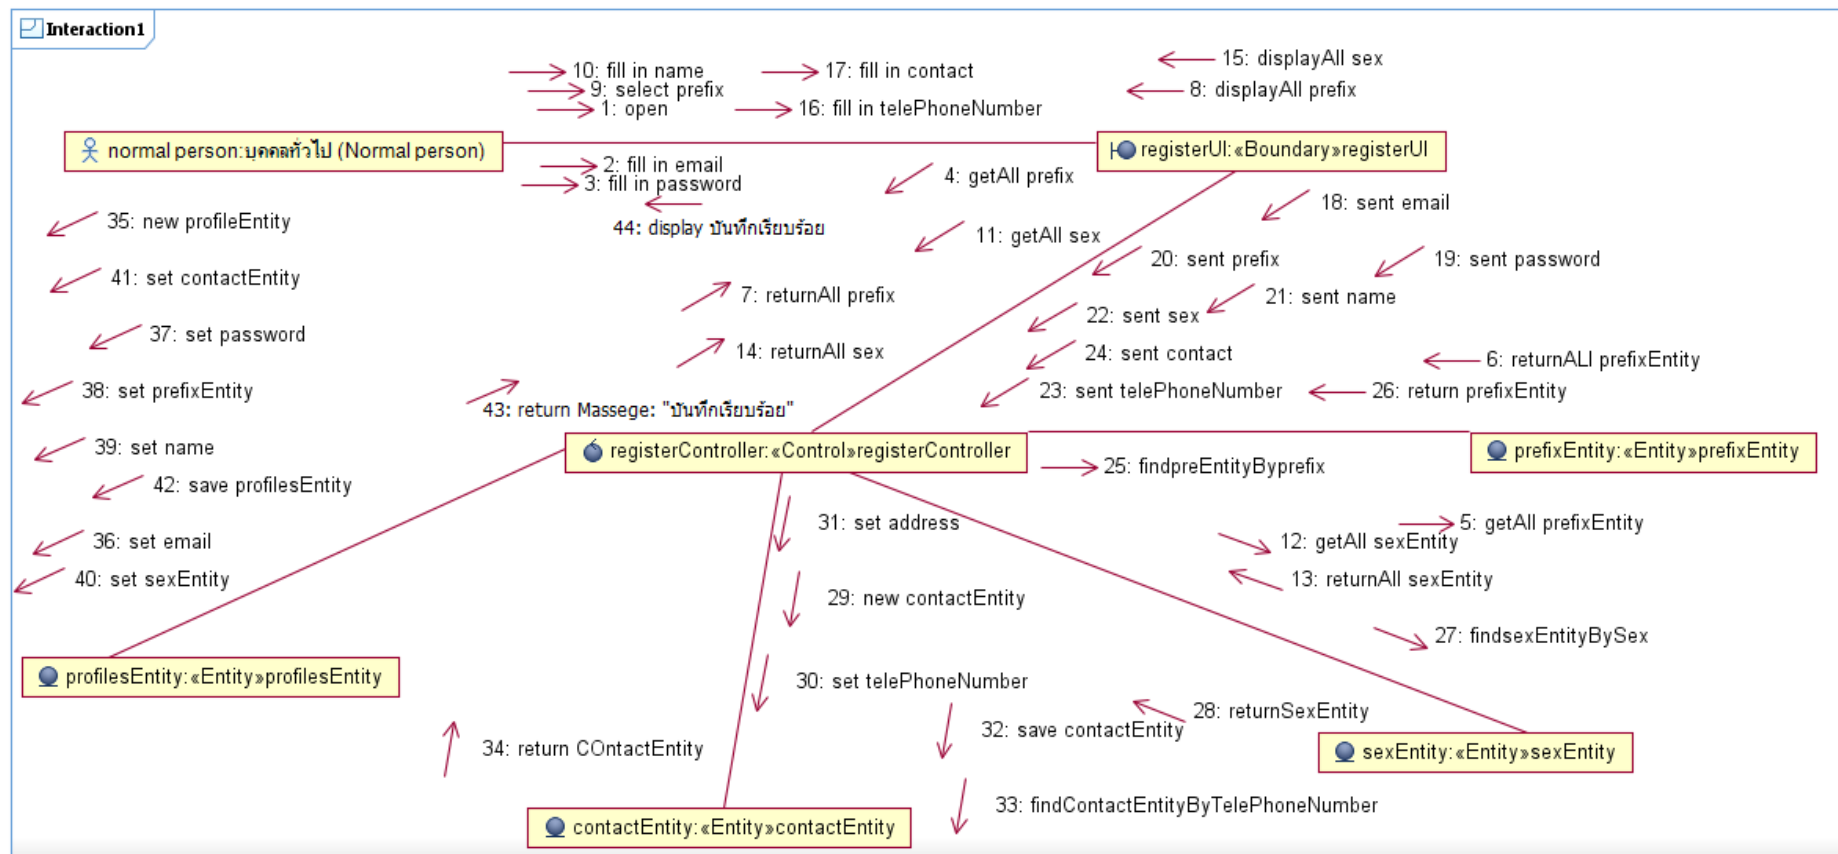 Interaction1
15: displayAll sex
10: fill in name
17: fill in contact
9: select prefix
8: displayAll prefix
1: open
16: fill in telePhoneNumber
normal person:บุคคลทั่วไป (Normal person)
registerUI:«Boundary»registerUI
2: fill in email
4: getAll prefix
3: fill in password
18: sent email
35: new profileEntity
44: display บันทึกเรียบร้อย
11: getAll sex
20: sent prefix
19: sent password
41: set contactEntity
7: returnAll prefix
21: sent name
22: sent sex
37: set password
14: returnAll sex
24: sent contact
6: returnALl prefixEntity
38: set prefixEntity
23: sent telePhoneNumber
26: return prefixEntity
43: return Massege: "บันทึกเรียบร้อย"
39: set name
registerController:«Control»registerController
prefixEntity:«Entity»prefixEntity
25: findpreEntityByprefix
42: save profilesEntity
31: set address
5: getAll prefixEntity
36: set email
12: getAll sexEntity
40: set sexEntity
13: returnAll sexEntity
29: new contactEntity
27: findsexEntityBySex
profilesEntity:«Entity»profilesEntity
30: set telePhoneNumber
28: returnSexEntity
32: save contactEntity
34: return COntactEntity
sexEntity:«Entity»sexEntity
33: findContactEntityByTelePhoneNumber
contactEntity:«Entity»contactEntity